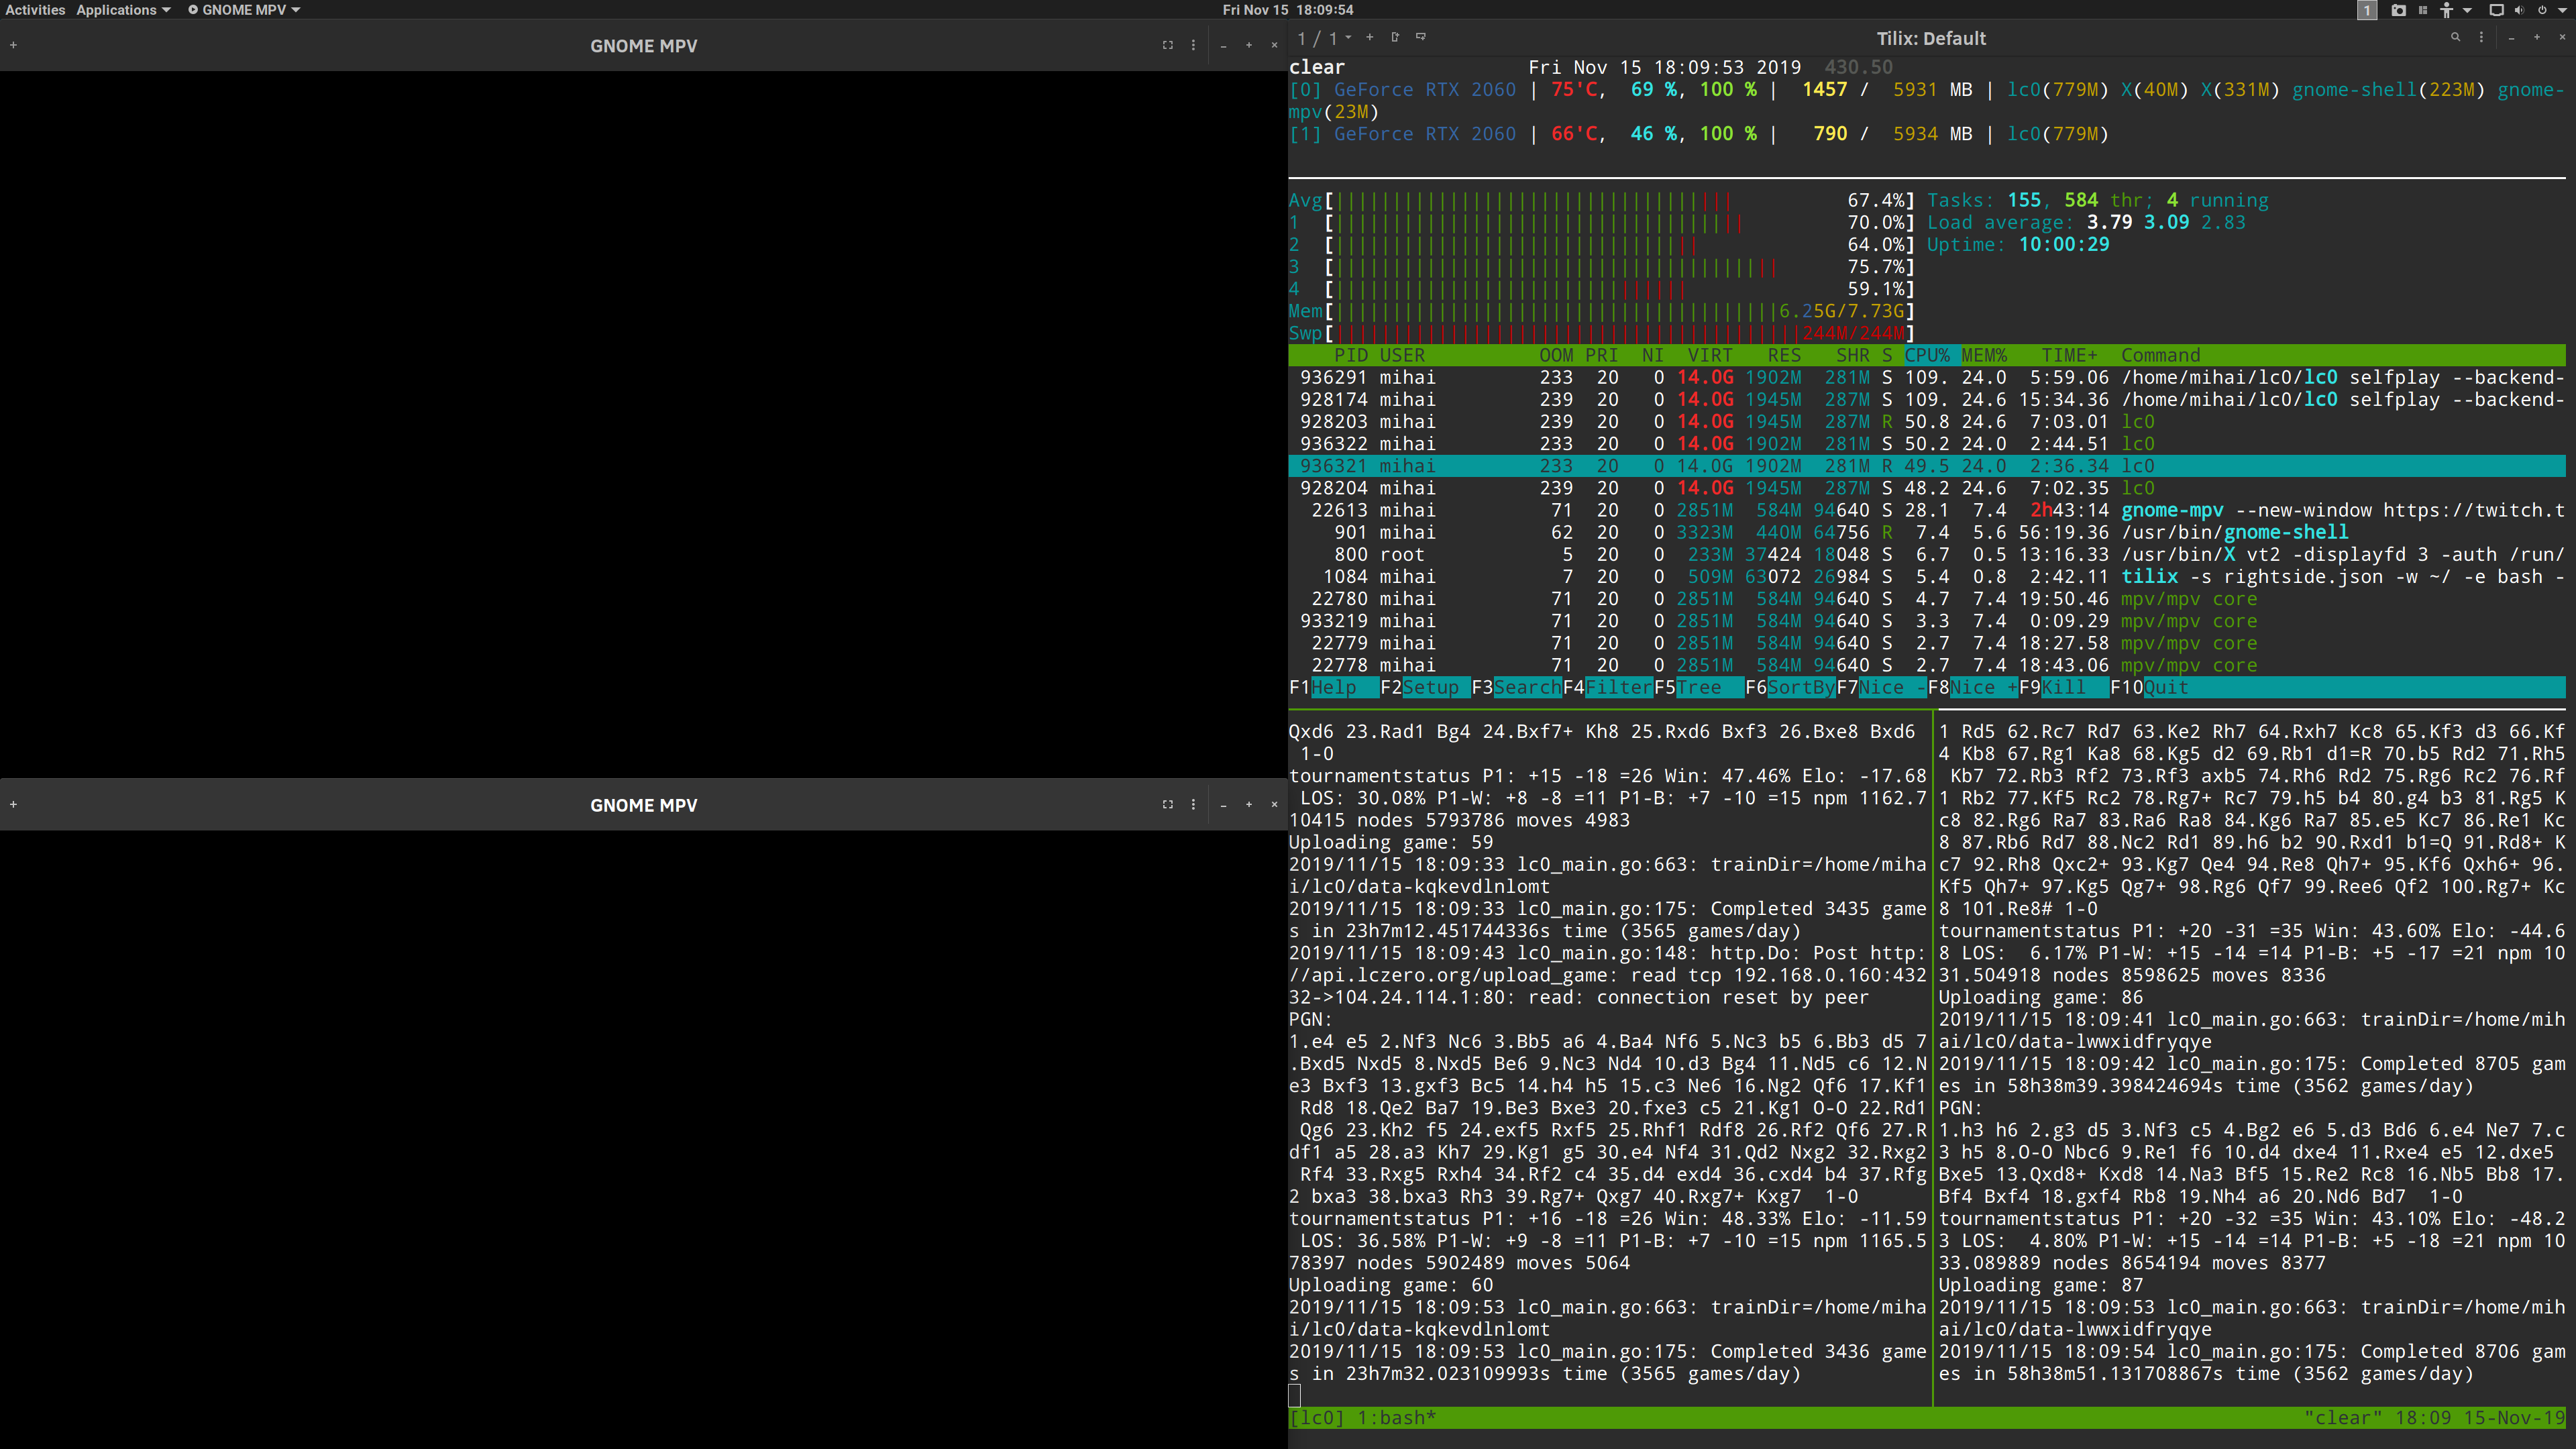 Activities Applications GNOME MPV Fri Nov 15 18:09:54 1
GNOME MPV
GNOME MPV
1 / 1 Tilix: Default
clear Fri Nov 15 18:09:53 2019 430.50
[0] GeForce RTX 2060 | 75'C, 69 %, 100 % | 1457 / 5931 MB | lc0(779M) X(40M) X(331M) gnome-shell(223M) gnome-
mpv(23M)
[1] GeForce RTX 2060 | 66'C, 46 %, 100 % | 790 / 5934 MB | lc0(779M)
Avg[ 67.4%] Tasks: 155, 584 thr; 4 running
1 [ 70.0%] Load average: 3.79 3.09 2.83
2 [ 64.0%] Uptime: 10:00:29
3 [ 75.7%]
4 [ 59.1%]
Mem[ 6.25G/7.73G]
Swp[ 244M/244M]
PID USER OOM PRI NI VIRT RES SHR S CPU% MEM% TIME+ Command
936291 mihai 233 20 0 14.0G 1902M 281M S 109. 24.0 5:59.06 /home/mihai/lc0/lc0 selfplay --backend-
928174 mihai 239 20 0 14.0G 1945M 287M S 109. 24.6 15:34.36 /home/mihai/lc0/lc0 selfplay --backend-
928203 mihai 239 20 0 14.0G 1945M 287M R 50.8 24.6 7:03.01 lc0
936322 mihai 233 20 0 14.0G 1902M 281M S 50.2 24.0 2:44.51 lc0
936321 mihai 233 20 0 14.0G 1902M 281M R 49.5 24.0 2:36.34 lc0
928204 mihai 239 20 0 14.0G 1945M 287M S 48.2 24.6 7:02.35 lc0
22613 mihai 71 20 0 2851M 584M 94640 S 28.1 7.4 2h43:14 gnome-mpv --new-window https://twitch.t
901 mihai 62 20 0 3323M 440M 64756 R 7.4 5.6 56:19.36 /usr/bin/gnome-shell
800 root 5 20 0 233M 37424 18048 S 6.7 0.5 13:16.33 /usr/bin/X vt2 -displayfd 3 -auth /run/
1084 mihai 7 20 0 509M 63072 26984 S 5.4 0.8 2:42.11 tilix -s rightside.json -w ~/ -e bash -
22780 mihai 71 20 0 2851M 584M 94640 S 4.7 7.4 19:50.46 mpv/mpv core
933219 mihai 71 20 0 2851M 584M 94640 S 3.3 7.4 0:09.29 mpv/mpv core
22779 mihai 71 20 0 2851M 584M 94640 S 2.7 7.4 18:27.58 mpv/mpv core
22778 mihai 71 20 0 2851M 584M 94640 S 2.7 7.4 18:43.06 mpv/mpv core
F1Help F2Setup F3SearchF4FilterF5Tree F6SortByF7Nice -F8Nice +F9Kill F10Quit
Qxd6 23.Rad1 Bg4 24.Bxf7+ Kh8 25.Rxd6 Bxf3 26.Bxe8 Bxd6
1-0
tournamentstatus P1: +15 -18 =26 Win: 47.46% Elo: -17.68
LOS: 30.08% P1-W: +8 -8 =11 P1-B: +7 -10 =15 npm 1162.7
10415 nodes 5793786 moves 4983
Uploading game: 59
2019/11/15 18:09:33 lc0_main.go:663: trainDir=/home/miha
i/lc0/data-kqkevdlnlomt
2019/11/15 18:09:33 lc0_main.go:175: Completed 3435 game
s in 23h7m12.451744336s time (3565 games/day)
2019/11/15 18:09:43 lc0_main.go:148: http.Do: Post http:
//api.lczero.org/upload_game: read tcp 192.168.0.160:432
32->104.24.114.1:80: read: connection reset by peer
PGN:
1.e4 e5 2.Nf3 Nc6 3.Bb5 a6 4.Ba4 Nf6 5.Nc3 b5 6.Bb3 d5 7
.Bxd5 Nxd5 8.Nxd5 Be6 9.Nc3 Nd4 10.d3 Bg4 11.Nd5 c6 12.N
e3 Bxf3 13.gxf3 Bc5 14.h4 h5 15.c3 Ne6 16.Ng2 Qf6 17.Kf1
Rd8 18.Qe2 Ba7 19.Be3 Bxe3 20.fxe3 c5 21.Kg1 O-O 22.Rd1
Qg6 23.Kh2 f5 24.exf5 Rxf5 25.Rhf1 Rdf8 26.Rf2 Qf6 27.R
df1 a5 28.a3 Kh7 29.Kg1 g5 30.e4 Nf4 31.Qd2 Nxg2 32.Rxg2
Rf4 33.Rxg5 Rxh4 34.Rf2 c4 35.d4 exd4 36.cxd4 b4 37.Rfg
2 bxa3 38.bxa3 Rh3 39.Rg7+ Qxg7 40.Rxg7+ Kxg7 1-0
tournamentstatus P1: +16 -18 =26 Win: 48.33% Elo: -11.59
LOS: 36.58% P1-W: +9 -8 =11 P1-B: +7 -10 =15 npm 1165.5
78397 nodes 5902489 moves 5064
Uploading game: 60
2019/11/15 18:09:53 lc0_main.go:663: trainDir=/home/miha
i/lc0/data-kqkevdlnlomt
2019/11/15 18:09:53 lc0_main.go:175: Completed 3436 game
s in 23h7m32.023109993s time (3565 games/day)
1 Rd5 62.Rc7 Rd7 63.Ke2 Rh7 64.Rxh7 Kc8 65.Kf3 d3 66.Kf
4 Kb8 67.Rg1 Ka8 68.Kg5 d2 69.Rb1 d1=R 70.b5 Rd2 71.Rh5
Kb7 72.Rb3 Rf2 73.Rf3 axb5 74.Rh6 Rd2 75.Rg6 Rc2 76.Rf
1 Rb2 77.Kf5 Rc2 78.Rg7+ Rc7 79.h5 b4 80.g4 b3 81.Rg5 K
c8 82.Rg6 Ra7 83.Ra6 Ra8 84.Kg6 Ra7 85.e5 Kc7 86.Re1 Kc
8 87.Rb6 Rd7 88.Nc2 Rd1 89.h6 b2 90.Rxd1 b1=Q 91.Rd8+ K
c7 92.Rh8 Qxc2+ 93.Kg7 Qe4 94.Re8 Qh7+ 95.Kf6 Qxh6+ 96.
Kf5 Qh7+ 97.Kg5 Qg7+ 98.Rg6 Qf7 99.Ree6 Qf2 100.Rg7+ Kc
8 101.Re8# 1-0
tournamentstatus P1: +20 -31 =35 Win: 43.60% Elo: -44.6
8 LOS: 6.17% P1-W: +15 -14 =14 P1-B: +5 -17 =21 npm 10
31.504918 nodes 8598625 moves 8336
Uploading game: 86
2019/11/15 18:09:41 lc0_main.go:663: trainDir=/home/mih
ai/lc0/data-lwwxidfryqye
2019/11/15 18:09:42 lc0_main.go:175: Completed 8705 gam
es in 58h38m39.398424694s time (3562 games/day)
PGN:
1.h3 h6 2.g3 d5 3.Nf3 c5 4.Bg2 e6 5.d3 Bd6 6.e4 Ne7 7.c
3 h5 8.O-O Nbc6 9.Re1 f6 10.d4 dxe4 11.Rxe4 e5 12.dxe5
Bxe5 13.Qxd8+ Kxd8 14.Na3 Bf5 15.Re2 Rc8 16.Nb5 Bb8 17.
Bf4 Bxf4 18.gxf4 Rb8 19.Nh4 a6 20.Nd6 Bd7 1-0
tournamentstatus P1: +20 -32 =35 Win: 43.10% Elo: -48.2
3 LOS: 4.80% P1-W: +15 -14 =14 P1-B: +5 -18 =21 npm 10
33.089889 nodes 8654194 moves 8377
Uploading game: 87
2019/11/15 18:09:53 lc0_main.go:663: trainDir=/home/mih
ai/lc0/data-lwwxidfryqye
2019/11/15 18:09:54 lc0_main.go:175: Completed 8706 gam
es in 58h38m51.131708867s time (3562 games/day)
[lc0] 1:bash* "clear" 18:09 15-Nov-19